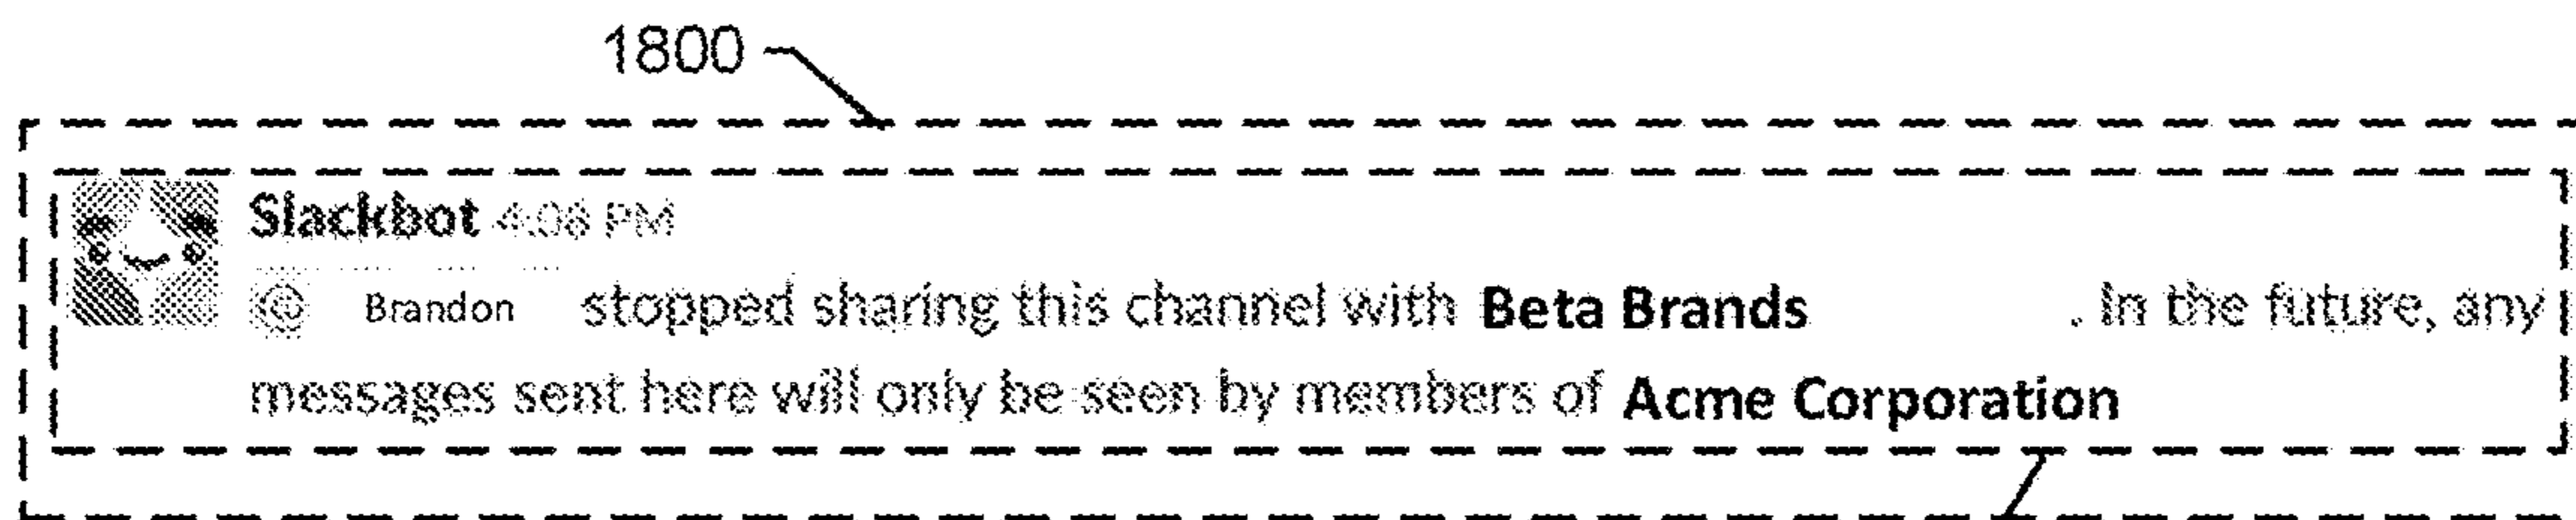 1800
Slackbot 4:06 PM
@ Brandon stopped sharing this channel with Beta Brands . In the future, any
messages sent here will only be seen by members of Acme Corporation